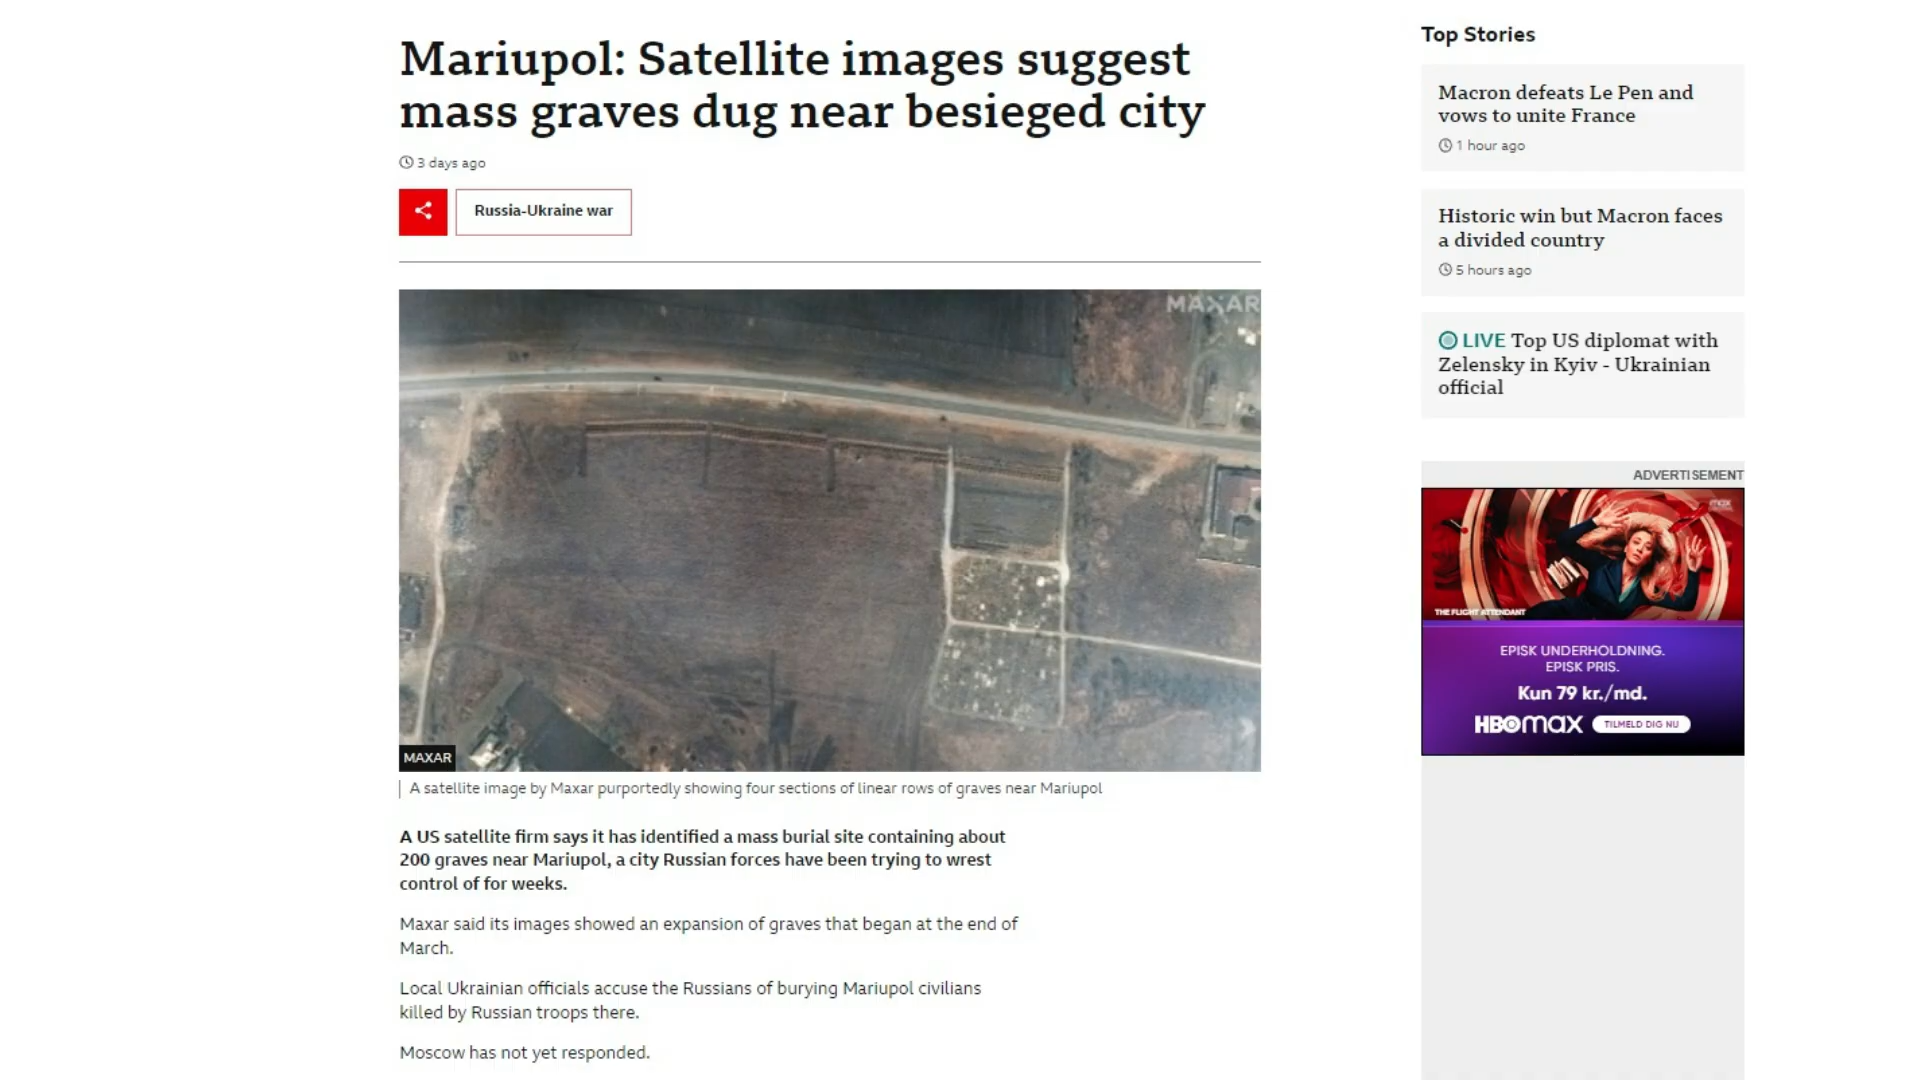 Mariupol: Satellite images suggest
mass graves dug near besieged city
3 days ago
Russia-Ukraine war
MAXAR
MAXAR
A satellite image by Maxar purportedly showing four sections of linear rows of graves near Mariupol
A US satellite firm says it has identified a mass burial site containing about
200 graves near Mariupol, a city Russian forces have been trying to wrest
control of for weeks.
Maxar said its images showed an expansion of graves that began at the end of
March.
Local Ukrainian officials accuse the Russians of burying Mariupol civilians
killed by Russian troops there.
Moscow has not yet responded.
Top Stories
Macron defeats Le Pen and
vows to unite France
1 hour ago
Historic win but Macron faces
a divided country
5 hours ago
LIVE Top US diplomat with
Zelensky in Kyiv - Ukrainian
official
ADVERTISEMENT
max
THE FLIGHT ATTENDANT
EPISK UNDERHOLDNING.
EPISK PRIS.
Kun 79 kr./md.
HBOmax TILMELD DIG NU